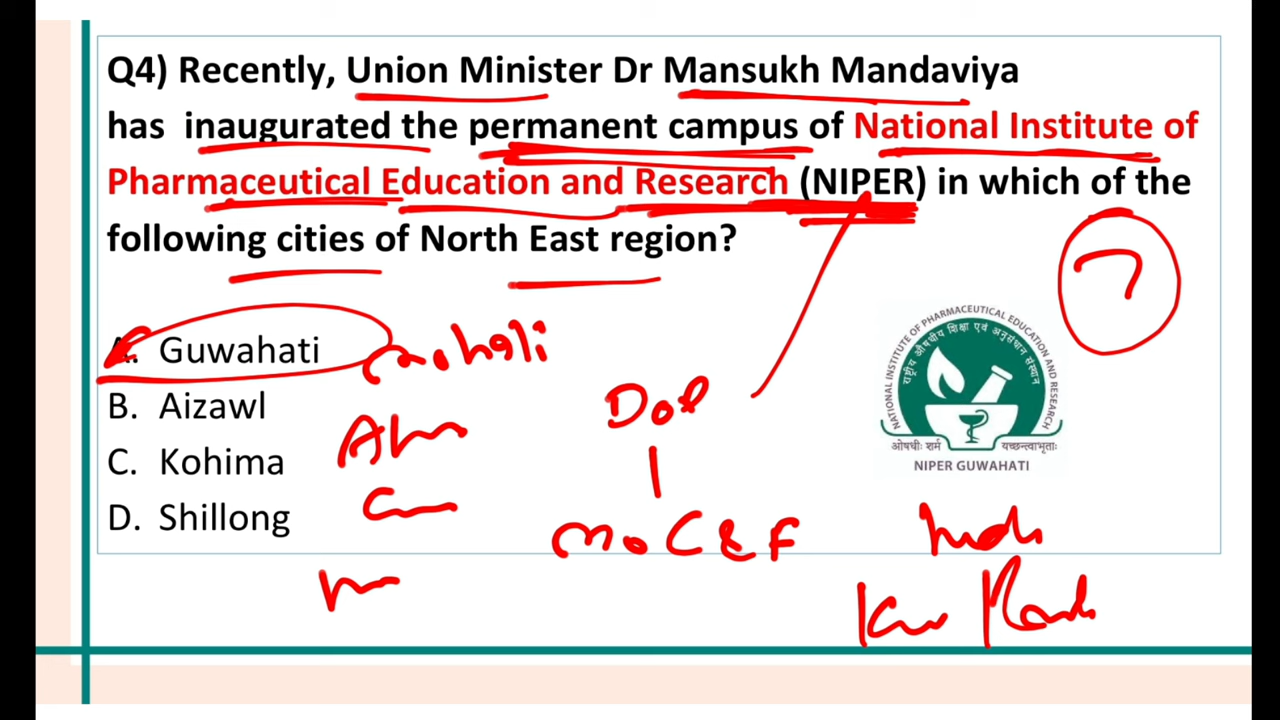 Q4) Recently, Union Minister Dr Mansukh Mandaviya
has inaugurated the permanent campus of National Institute of
Pharmaceutical Education and Research (NIPER) in which of the
following cities of North East region?
A. Guwahati
B. Aizawl
C. Kohima
D. Shillong
mohali
DoP
MoC&F
?
NATIONAL INSTITUTE OF PHARMACEUTICAL EDUCATION AND RESEARCH
राष्ट्रीय औषधीय शिक्षा एवं अनुसंधान संस्थान
ओषधीः शर्म यच्छन्त्वाभृताः
NIPER GUWAHATI